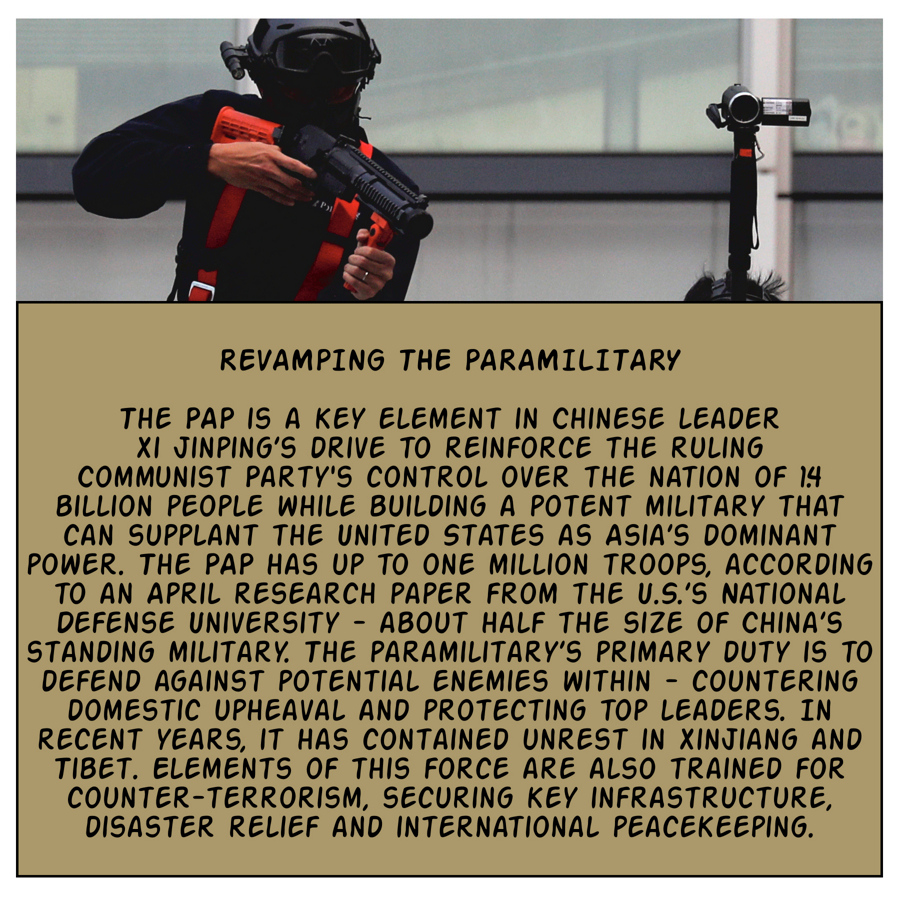 REVAMPING THE PARAMILITARY
THE PAP IS A KEY ELEMENT IN CHINESE LEADER
XI JINPING'S DRIVE TO REINFORCE THE RULING
COMMUNIST PARTY'S CONTROL OVER THE NATION OF 1.4
BILLION PEOPLE WHILE BUILDING A POTENT MILITARY THAT
CAN SUPPLANT THE UNITED STATES AS ASIA'S DOMINANT
POWER. THE PAP HAS UP TO ONE MILLION TROOPS, ACCORDING
TO AN APRIL RESEARCH PAPER FROM THE U.S.'S NATIONAL
DEFENSE UNIVERSITY - ABOUT HALF THE SIZE OF CHINA'S
STANDING MILITARY. THE PARAMILITARY'S PRIMARY DUTY IS TO
DEFEND AGAINST POTENTIAL ENEMIES WITHIN - COUNTERING
DOMESTIC UPHEAVAL AND PROTECTING TOP LEADERS. IN
RECENT YEARS, IT HAS CONTAINED UNREST IN XINJIANG AND
TIBET. ELEMENTS OF THIS FORCE ARE ALSO TRAINED FOR
COUNTER-TERRORISM, SECURING KEY INFRASTRUCTURE,
DISASTER RELIEF AND INTERNATIONAL PEACEKEEPING.